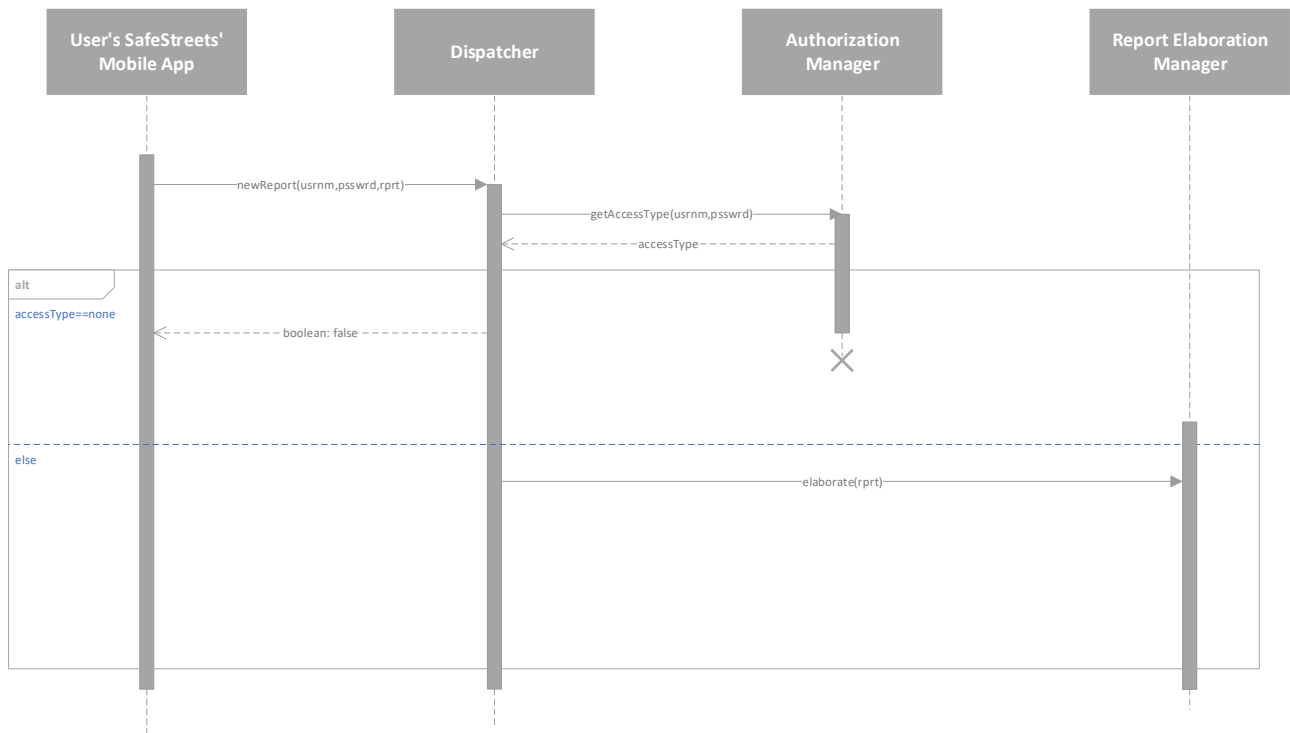 User's SafeStreets'
Mobile App
Dispatcher
Authorization
Manager
Report Elaboration
Manager
newReport(usrnm,psswrd,rprt)
getAccessType(usrnm,psswrd)
accessType
alt
accessType==none
boolean: false
else
elaborate(rprt)